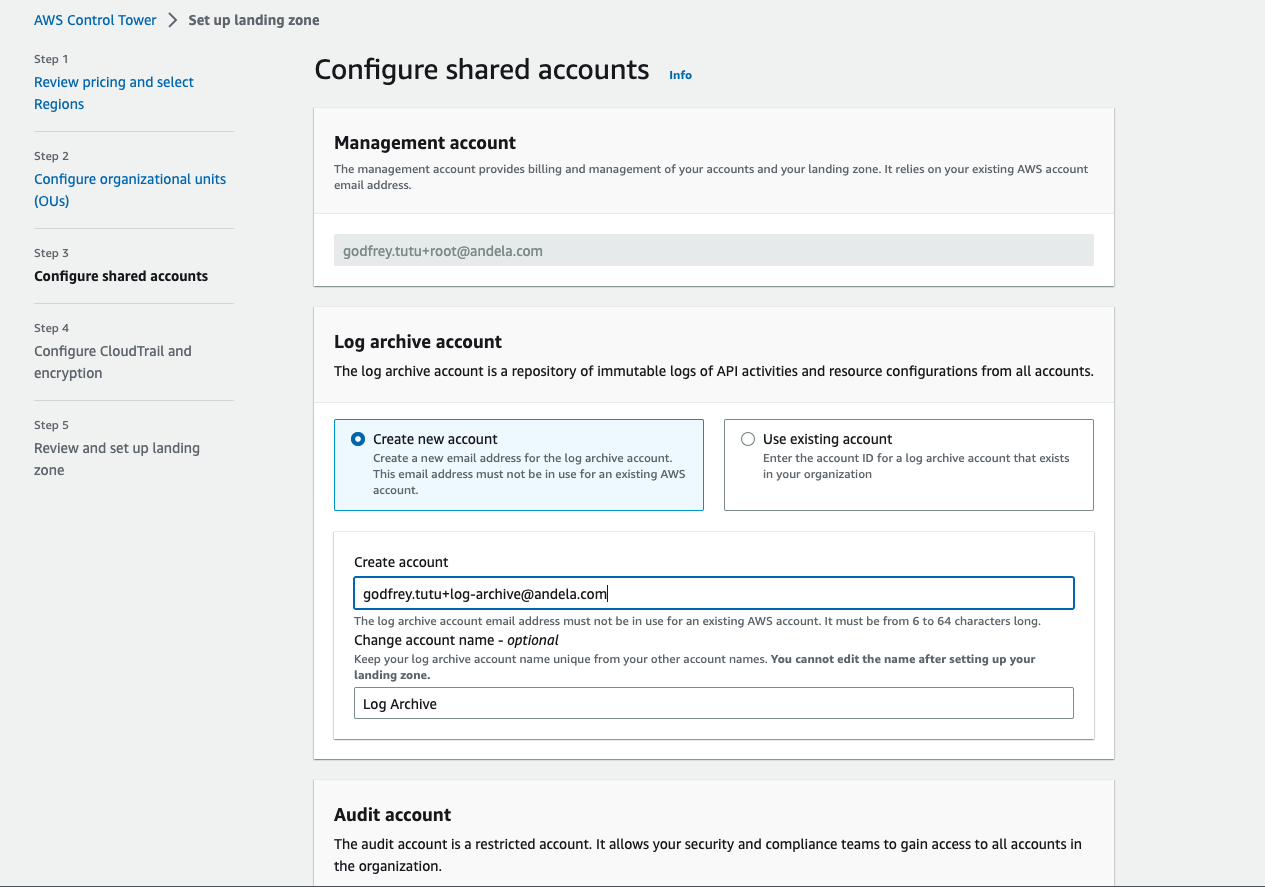 AWS Control Tower > Set up landing zone
Step 1
Review pricing and select
Regions
Step 2
Configure organizational units
(OUs)
Step 3
Configure shared accounts
Step 4
Configure CloudTrail and
encryption
Step 5
Review and set up landing
zone
Configure shared accounts Info
Management account
The management account provides billing and management of your accounts and your landing zone. It relies on your existing AWS account
email address.
godfrey.tutu+root@andela.com
Log archive account
The log archive account is a repository of immutable logs of API activities and resource configurations from all accounts.
Create new account
Create a new email address for the log archive account.
This email address must not be in use for an existing AWS
account.
Use existing account
Enter the account ID for a log archive account that exists
in your organization
Create account
godfrey.tutu+log-archive@andela.com
The log archive account email address must not be in use for an existing AWS account. It must be from 6 to 64 characters long.
Change account name - optional
Keep your log archive account name unique from your other account names. You cannot edit the name after setting up your
landing zone.
Log Archive
Audit account
The audit account is a restricted account. It allows your security and compliance teams to gain access to all accounts in
the organization.